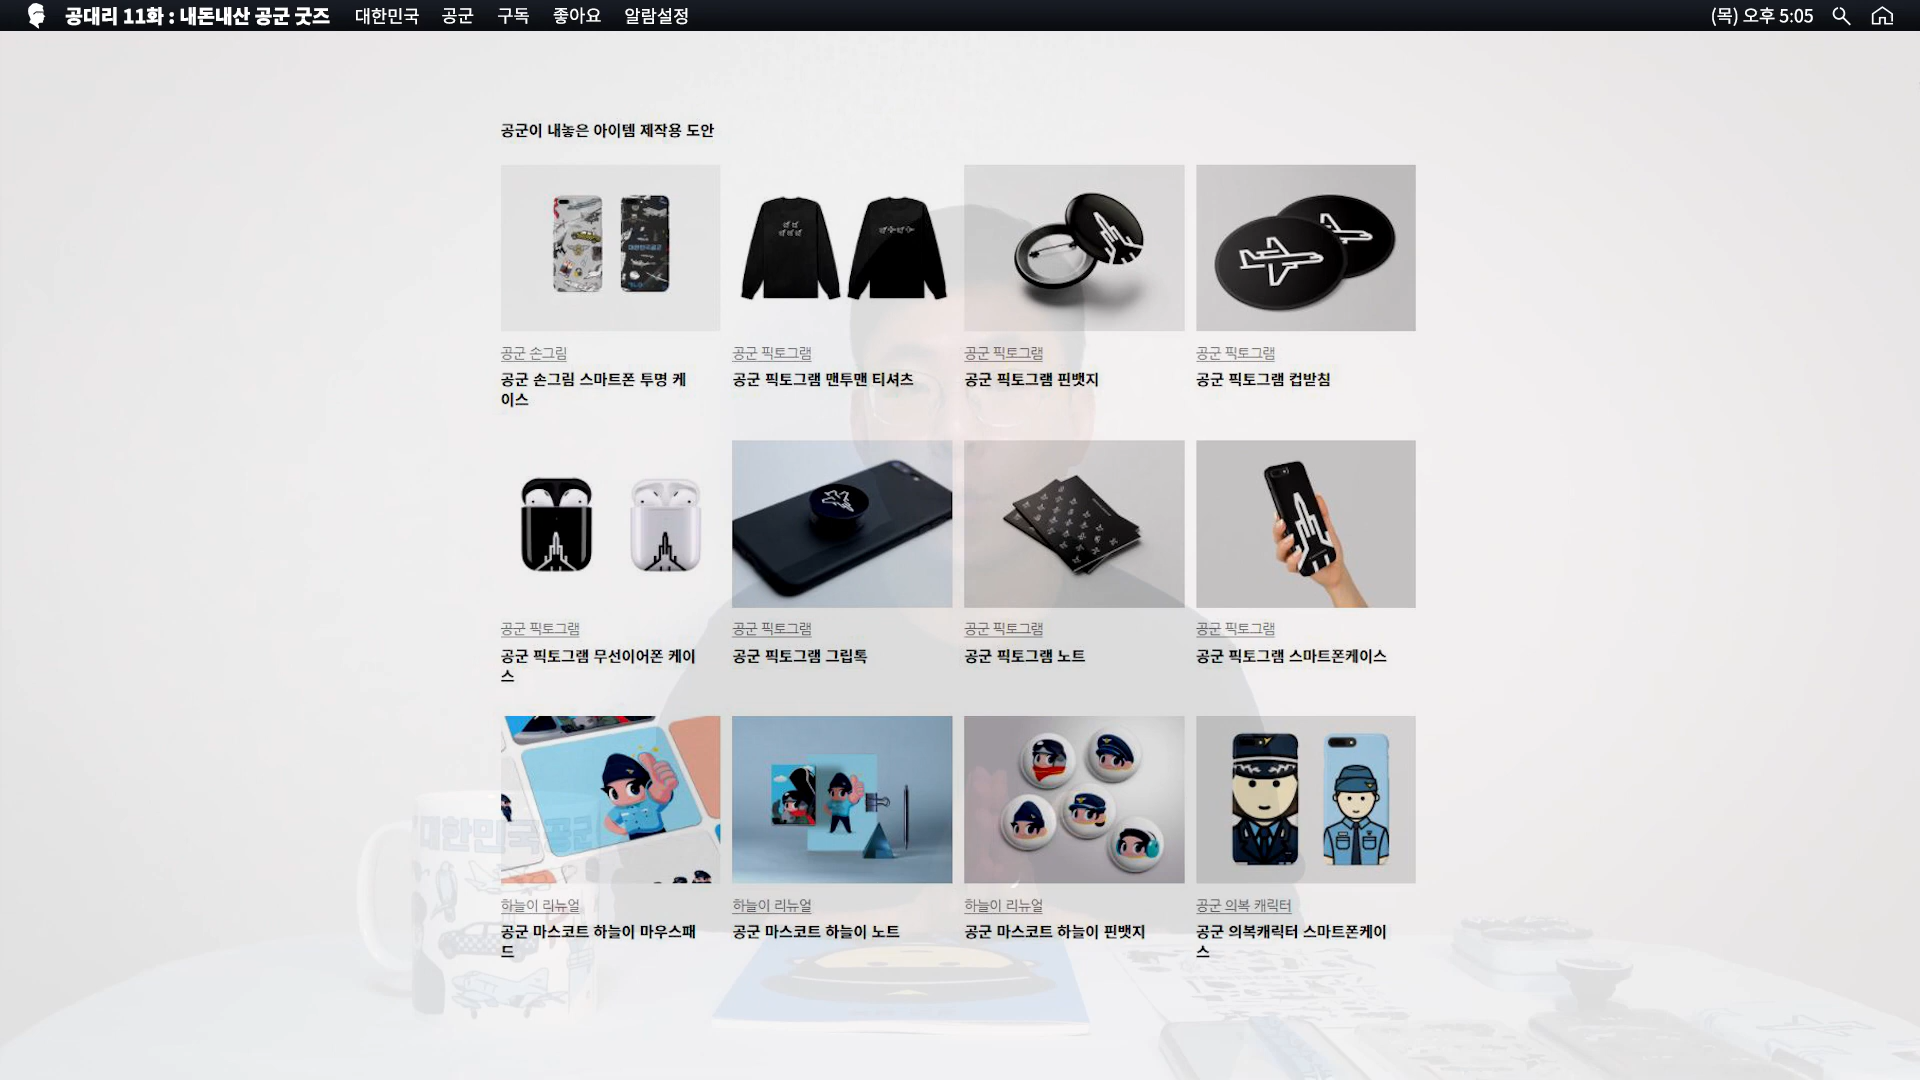 공대리 11화 : 내돈내산 공군 굿즈 대한민국 공군 구독 좋아요 알람설정 (목) 오후 5:05
공군이 내놓은 아이템 제작용 도안
대한민국공군
공군 손그림
공군 손그림 스마트폰 투명 케
이스
공군 픽토그램
공군 픽토그램 맨투맨 티셔츠
공군 픽토그램
공군 픽토그램 핀뱃지
공군 픽토그램
공군 픽토그램 컵받침
공군 픽토그램
공군 픽토그램 무선이어폰 케이
스
공군 픽토그램
공군 픽토그램 그립톡
공군 픽토그램
공군 픽토그램 노트
공군 픽토그램
공군 픽토그램 스마트폰케이스
하늘이 리뉴얼
공군 마스코트 하늘이 마우스패
드
하늘이 리뉴얼
공군 마스코트 하늘이 노트
하늘이 리뉴얼
공군 마스코트 하늘이 핀뱃지
공군 의복 캐릭터
공군 의복캐릭터 스마트폰케이
스
대한민국 공군